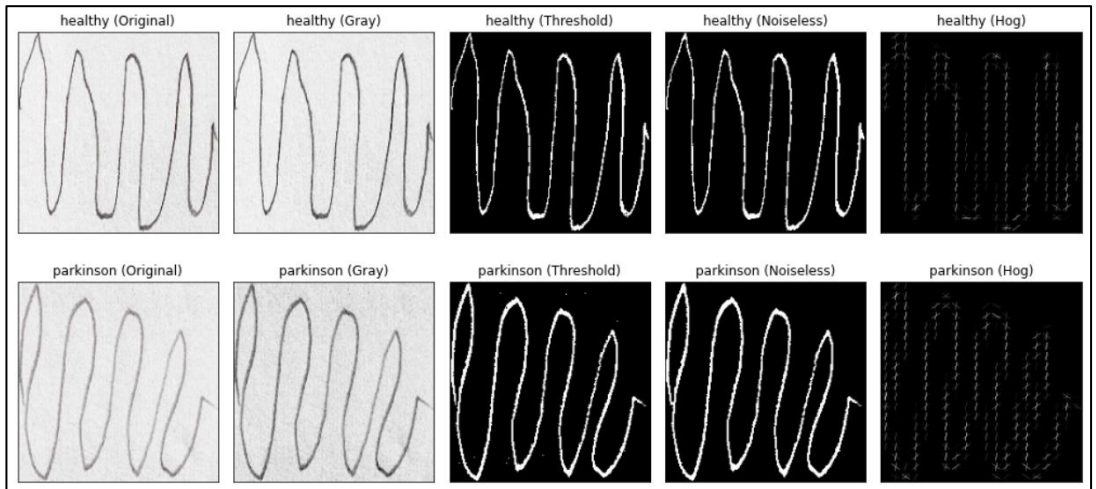 healthy (Original) healthy (Gray) healthy (Threshold) healthy (Noiseless) healthy (Hog)
parkinson (Original) parkinson (Gray) parkinson (Threshold) parkinson (Noiseless) parkinson (Hog)